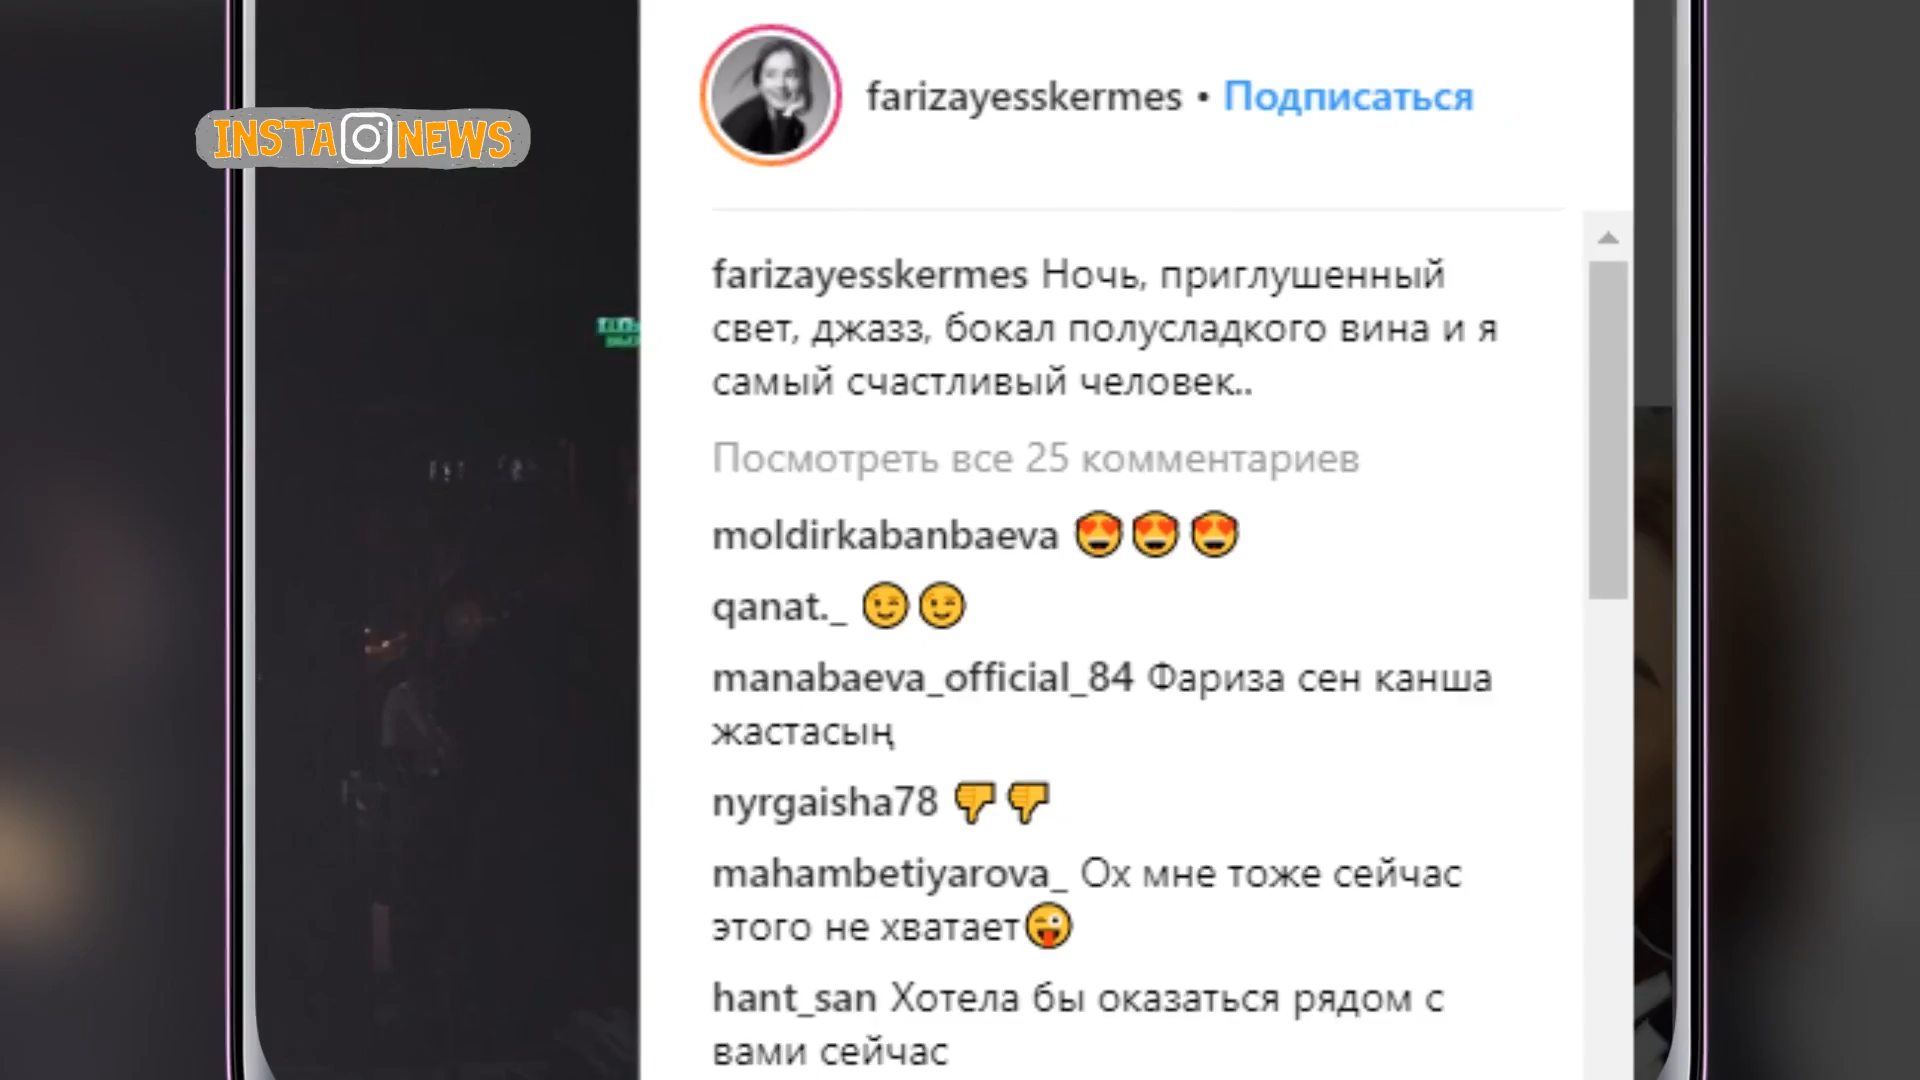 INSTA NEWS
farizayesskermes • Подписаться
farizayesskermes Ночь, приглушенный
свет, джазз, бокал полусладкого вина и я
самый счастливый человек..
Посмотреть все 25 комментариев
moldirkabanbaeva 😍😍😍
qanat._ 😉😉
manabaeva_official_84 Фариза сен канша
жастасың
nyrgaisha78 👎👎
mahambetiyarova_ Ох мне тоже сейчас
этого не хватает😜
hant_san Хотела бы оказаться рядом с
вами сейчас